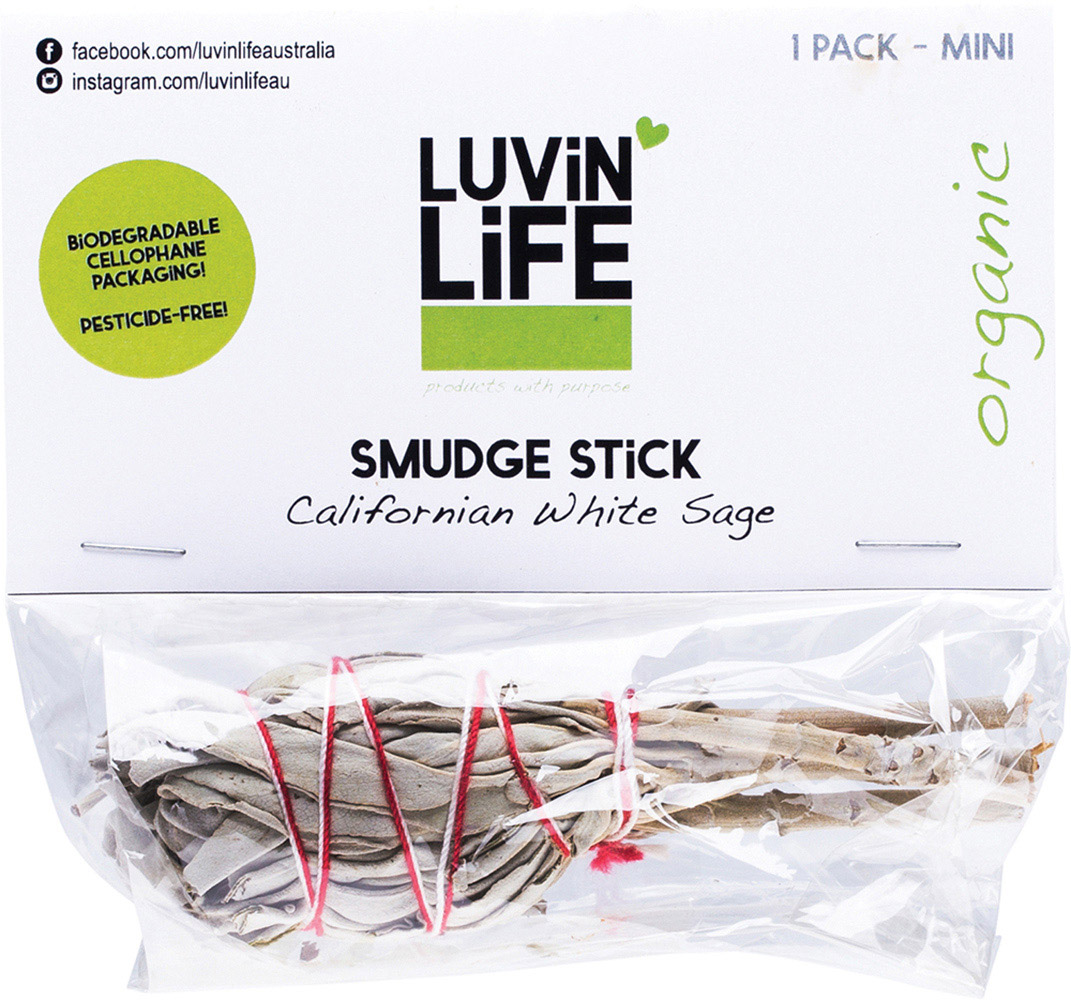 facebook.com/luvinlifeaustralia
instagram.com/luvinlifeau
1 PACK - MINI
LUViN
LiFE
products with purpose
organic
BiODEGRADABLE
CELLOPHANE
PACKAGiNG!
PESTICIDE-FREE!
SMUDGE STiCK
Californian White Sage